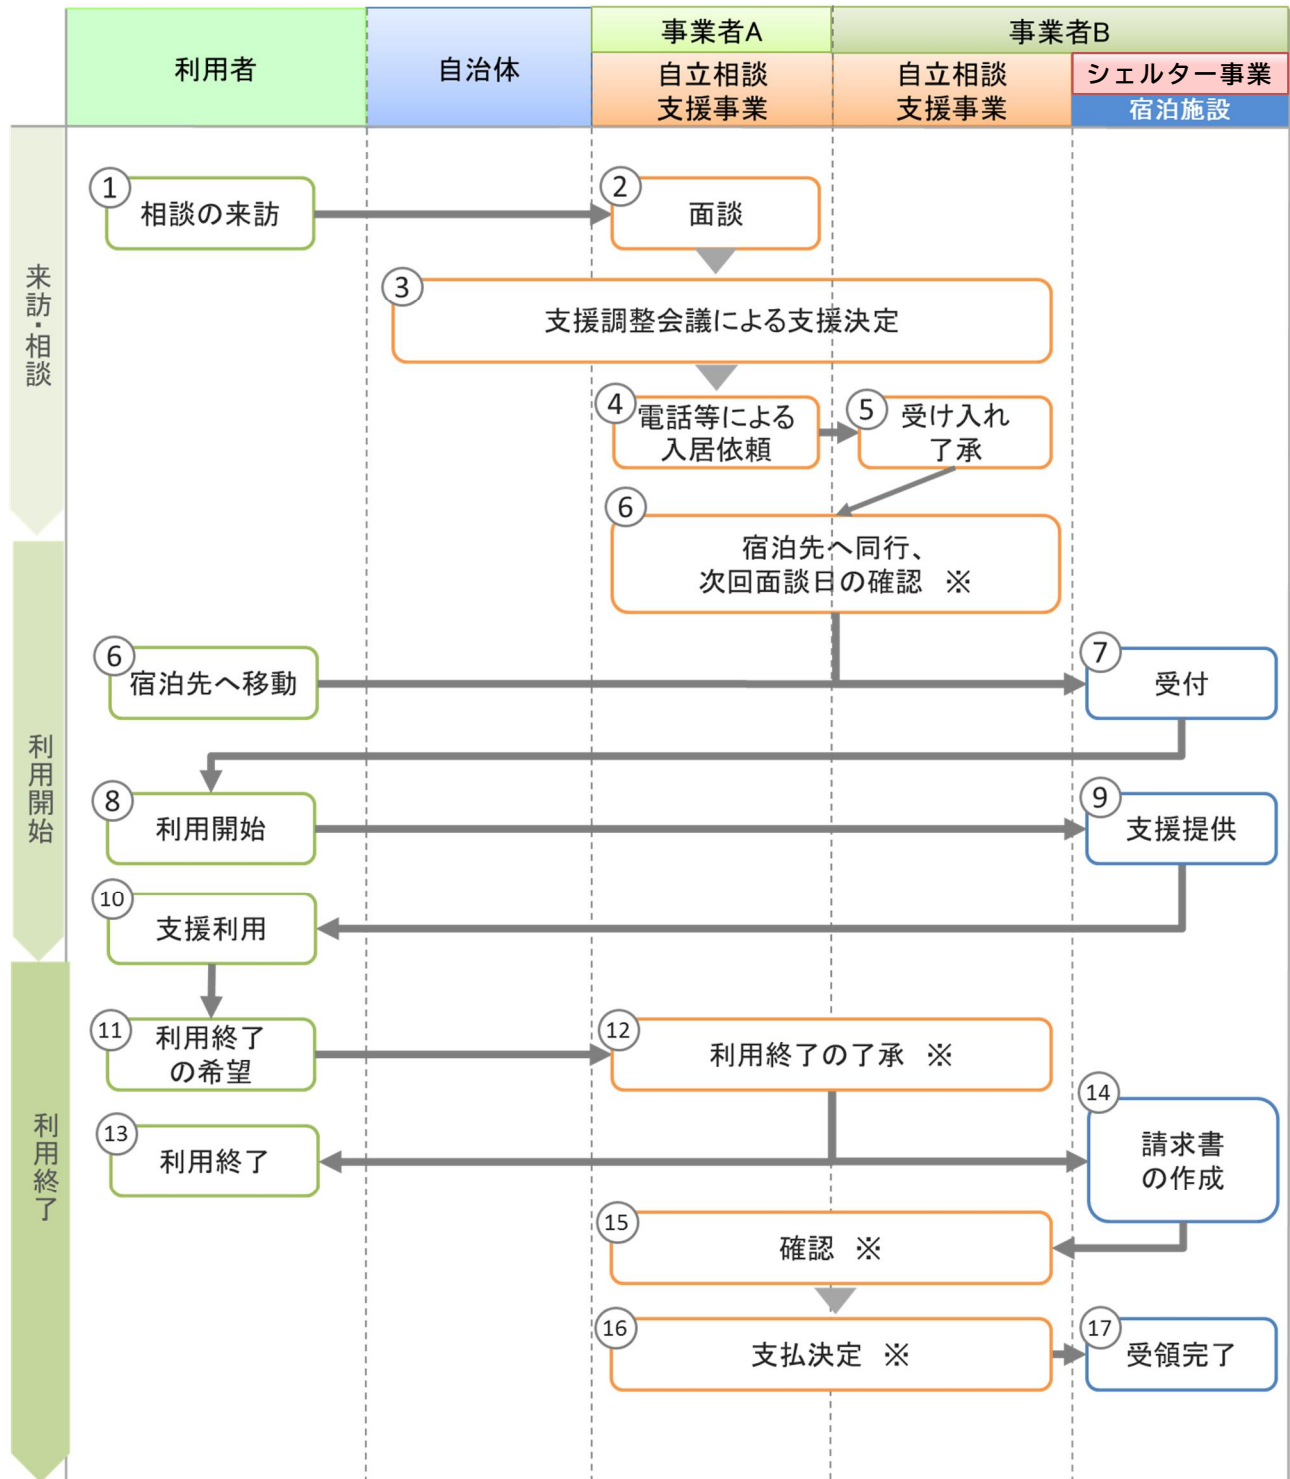 利用者
自治体
事業者A
事業者B
自立相談
支援事業
自立相談
支援事業
シェルター事業
宿泊施設
来訪・相談
① 相談の来訪
② 面談
③ 支援調整会議による支援決定
④ 電話等による
入居依頼
⑤ 受け入れ
了承
⑥ 宿泊先へ同行、
次回面談日の確認 ※
利用開始
⑥ 宿泊先へ移動
⑦ 受付
⑧ 利用開始
⑨ 支援提供
⑩ 支援利用
利用終了
⑪ 利用終了
の希望
⑫ 利用終了の了承 ※
⑬ 利用終了
⑭ 請求書
の作成
⑮ 確認 ※
⑯ 支払決定 ※
⑰ 受領完了